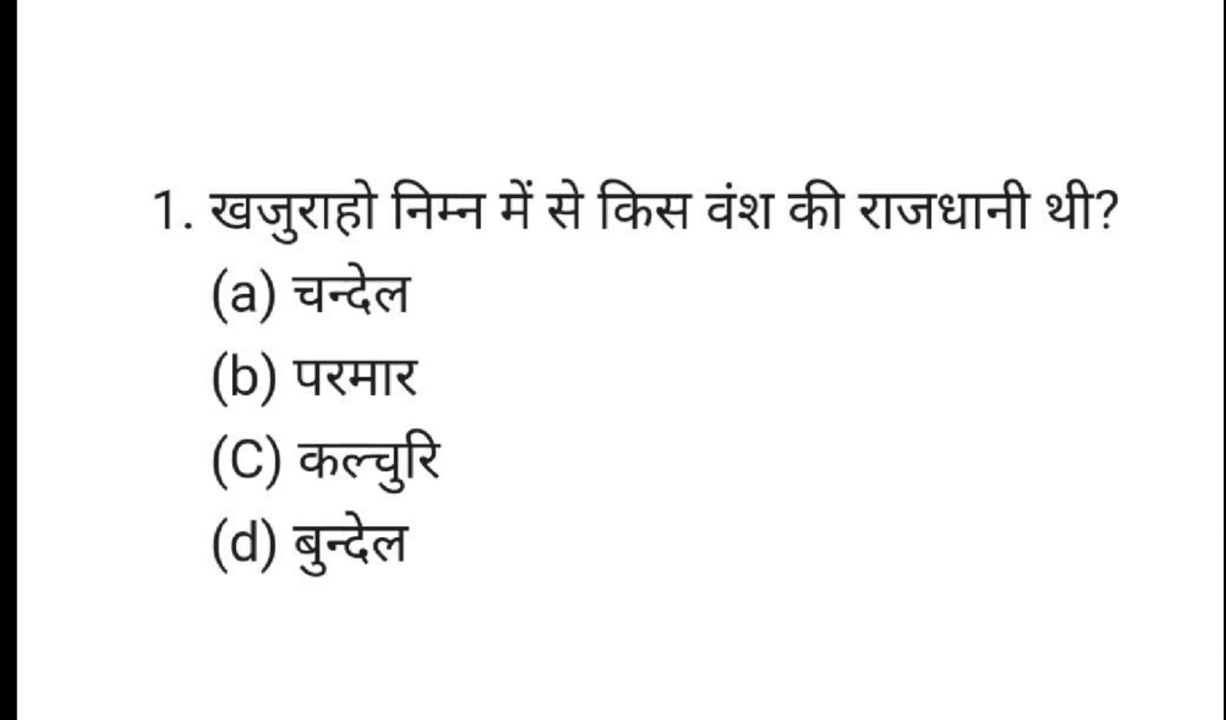 1. खजुराहो निम्न में से किस वंश की राजधानी थी?
(a) चन्देल
(b) परमार
(C) कल्चुरि
(d) बुन्देल